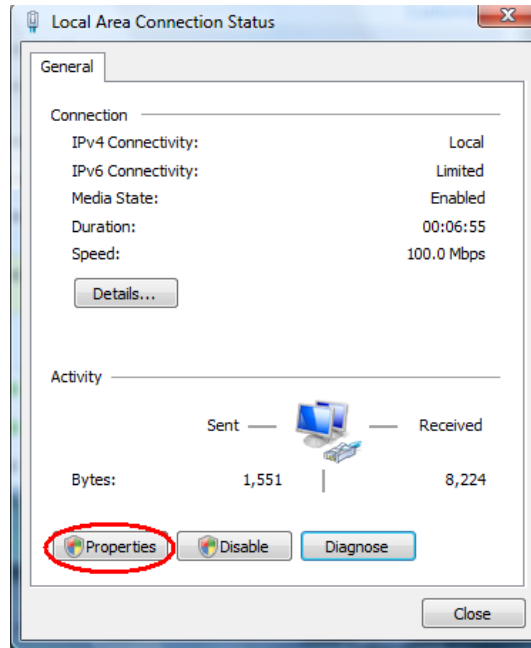 Local Area Connection Status
General
Connection
IPv4 Connectivity: Local
IPv6 Connectivity: Limited
Media State: Enabled
Duration: 00:06:55
Speed: 100.0 Mbps
Details...
Activity
Sent Received
Bytes: 1,551 8,224
Properties Disable Diagnose
Close